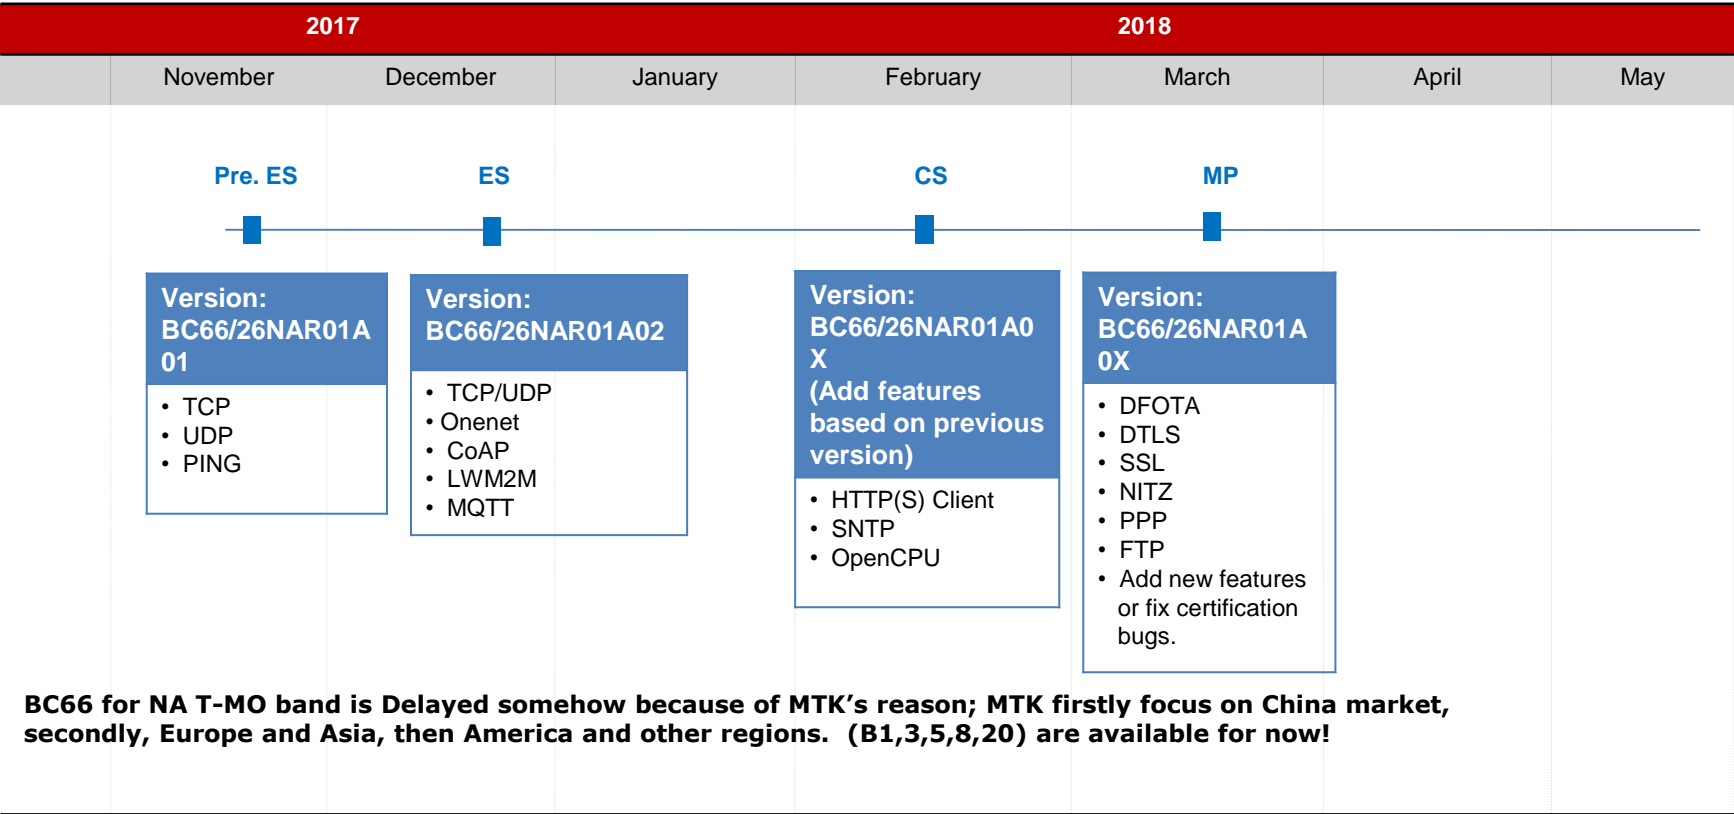 2017
2018
November
December
January
February
March
April
May
Pre. ES
ES
CS
MP
Version:
BC66/26NAR01A
01
• TCP
• UDP
• PING
Version:
BC66/26NAR01A02
• TCP/UDP
• Onenet
• CoAP
• LWM2M
• MQTT
Version:
BC66/26NAR01A0
X
(Add features
based on previous
version)
• HTTP(S) Client
• SNTP
• OpenCPU
Version:
BC66/26NAR01A
0X
• DFOTA
• DTLS
• SSL
• NITZ
• PPP
• FTP
• Add new features
or fix certification
bugs.
BC66 for NA T-MO band is Delayed somehow because of MTK’s reason; MTK firstly focus on China market,
secondly, Europe and Asia, then America and other regions. (B1,3,5,8,20) are available for now!